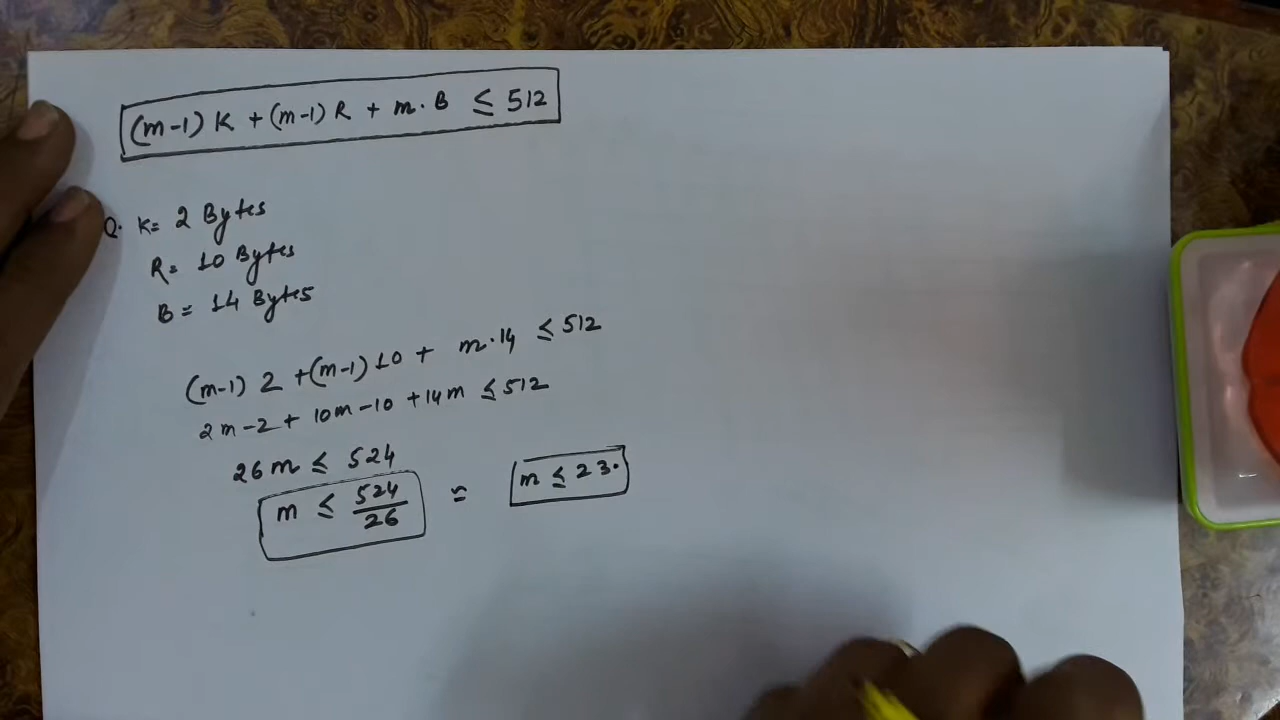 (m-1) K + (m-1) R + m. B ≤ 512
Q. K= 2 Bytes
R= 10 Bytes
B = 14 Bytes
(m-1) 2 + (m-1) 10 + m.14 ≤ 512
2m-2 + 10m-10 + 14m ≤ 512
26m ≤ 524
m ≤ 524/26 ≈ m ≤ 23.